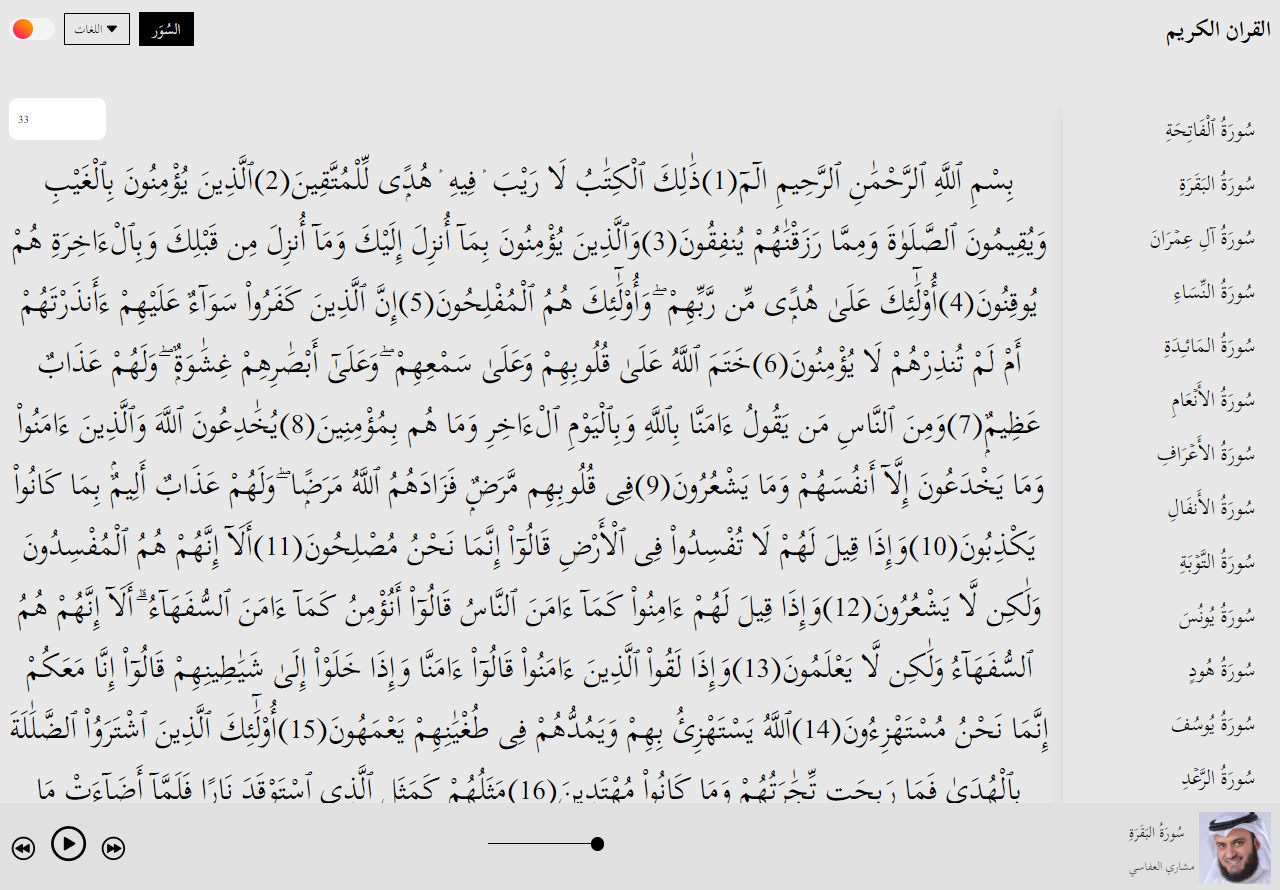 القران الكريم
السُوَر
اللغات
33
سُورَةُ ٱلْفَاتِحَةِ
سُورَةُ البَقَرَةِ
سُورَةُ آلِ عِمۡرَانَ
سُورَةُ النِّسَاءِ
سُورَةُ المَائـِدَةِ
سُورَةُ الأَنۡعَامِ
سُورَةُ الأَعۡرَافِ
سُورَةُ الأَنفَالِ
سُورَةُ التَّوۡبَةِ
سُورَةُ يُونُسَ
سُورَةُ هُودٍ
سُورَةُ يُوسُفَ
سُورَةُ الرَّعۡدِ
بِسْمِ ٱللَّهِ ٱلرَّحْمَٰنِ ٱلرَّحِيمِ الٓمٓ(1)ذَٰلِكَ ٱلْكِتَٰبُ لَا رَيْبَ ۛ فِيهِ ۛ هُدًۭى لِّلْمُتَّقِينَ(2)ٱلَّذِينَ يُؤْمِنُونَ بِٱلْغَيْبِ
وَيُقِيمُونَ ٱلصَّلَوٰةَ وَمِمَّا رَزَقْنَٰهُمْ يُنفِقُونَ(3)وَٱلَّذِينَ يُؤْمِنُونَ بِمَآ أُنزِلَ إِلَيْكَ وَمَآ أُنزِلَ مِن قَبْلِكَ وَبِٱلْءَاخِرَةِ هُمْ
يُوقِنُونَ(4)أُو۟لَٰٓئِكَ عَلَىٰ هُدًۭى مِّن رَّبِّهِمْ ۖ وَأُو۟لَٰٓئِكَ هُمُ ٱلْمُفْلِحُونَ(5)إِنَّ ٱلَّذِينَ كَفَرُوا۟ سَوَآءٌ عَلَيْهِمْ ءَأَنذَرْتَهُمْ
أَمْ لَمْ تُنذِرْهُمْ لَا يُؤْمِنُونَ(6)خَتَمَ ٱللَّهُ عَلَىٰ قُلُوبِهِمْ وَعَلَىٰ سَمْعِهِمْ ۖ وَعَلَىٰٓ أَبْصَٰرِهِمْ غِشَٰوَةٌۭ ۖ وَلَهُمْ عَذَابٌ
عَظِيمٌۭ(7)وَمِنَ ٱلنَّاسِ مَن يَقُولُ ءَامَنَّا بِٱللَّهِ وَبِٱلْيَوْمِ ٱلْءَاخِرِ وَمَا هُم بِمُؤْمِنِينَ(8)يُخَٰدِعُونَ ٱللَّهَ وَٱلَّذِينَ ءَامَنُوا۟
وَمَا يَخْدَعُونَ إِلَّآ أَنفُسَهُمْ وَمَا يَشْعُرُونَ(9)فِى قُلُوبِهِم مَّرَضٌۭ فَزَادَهُمُ ٱللَّهُ مَرَضًۭا ۖ وَلَهُمْ عَذَابٌ أَلِيمٌۢ بِمَا كَانُوا۟
يَكْذِبُونَ(10)وَإِذَا قِيلَ لَهُمْ لَا تُفْسِدُوا۟ فِى ٱلْأَرْضِ قَالُوٓا۟ إِنَّمَا نَحْنُ مُصْلِحُونَ(11)أَلَآ إِنَّهُمْ هُمُ ٱلْمُفْسِدُونَ
وَلَٰكِن لَّا يَشْعُرُونَ(12)وَإِذَا قِيلَ لَهُمْ ءَامِنُوا۟ كَمَآ ءَامَنَ ٱلنَّاسُ قَالُوٓا۟ أَنُؤْمِنُ كَمَآ ءَامَنَ ٱلسُّفَهَآءُ ۗ أَلَآ إِنَّهُمْ هُمُ
ٱلسُّفَهَآءُ وَلَٰكِن لَّا يَعْلَمُونَ(13)وَإِذَا لَقُوا۟ ٱلَّذِينَ ءَامَنُوا۟ قَالُوٓا۟ ءَامَنَّا وَإِذَا خَلَوْا۟ إِلَىٰ شَيَٰطِينِهِمْ قَالُوٓا۟ إِنَّا مَعَكُمْ
إِنَّمَا نَحْنُ مُسْتَهْزِءُونَ(14)ٱللَّهُ يَسْتَهْزِئُ بِهِمْ وَيَمُدُّهُمْ فِى طُغْيَٰنِهِمْ يَعْمَهُونَ(15)أُو۟لَٰٓئِكَ ٱلَّذِينَ ٱشْتَرَوُا۟ ٱلضَّلَٰلَةَ
بِٱلْهُدَىٰ فَمَا رَبِحَت تِّجَٰرَتُهُمْ وَمَا كَانُوا۟ مُهْتَدِينَ(16)مَثَلُهُمْ كَمَثَلِ ٱلَّذِى ٱسْتَوْقَدَ نَارًۭا فَلَمَّآ أَضَآءَتْ مَا
سُورَةُ البَقَرَةِ
مشاري العفاسي